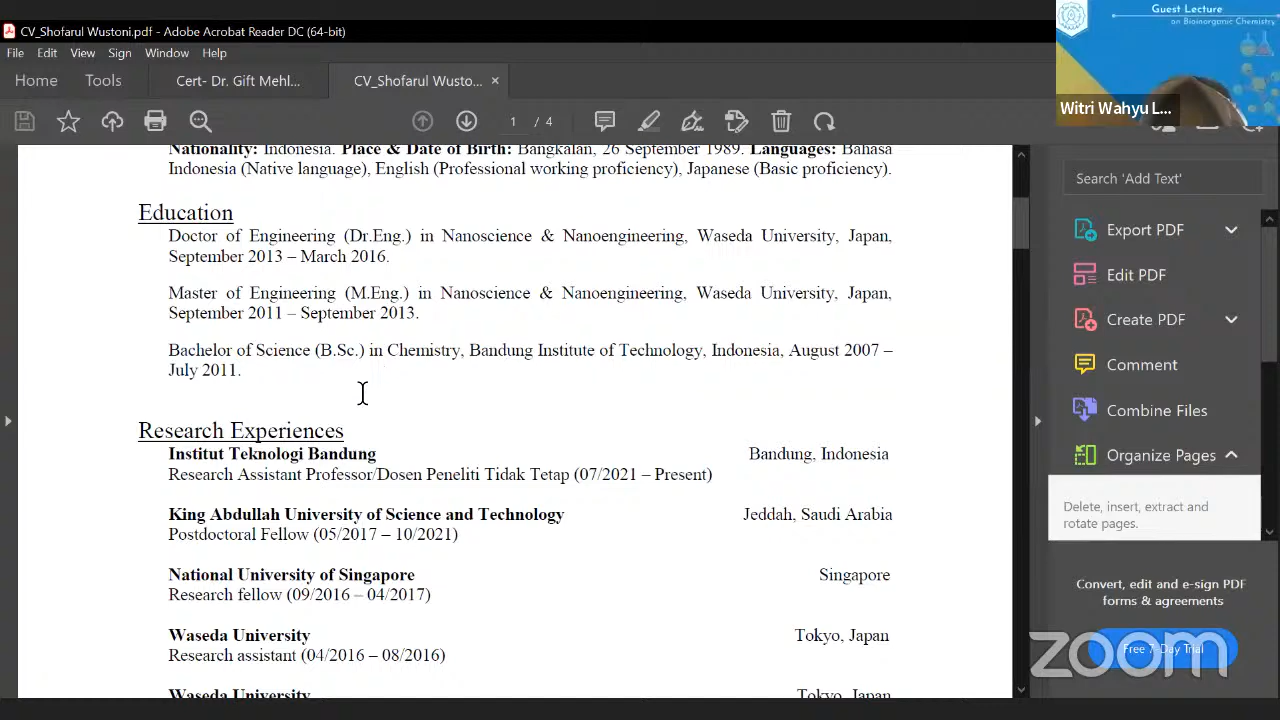 CV_Shofarul Wustoni.pdf - Adobe Acrobat Reader DC (64-bit)
File Edit View Sign Window Help
Home Tools Cert- Dr. Gift Mehl... CV_Shofarul Wusto... ×
1 / 4
Guest Lecture
on Bioinorganic Chemistry
Witri Wahyu L...
Nationality: Indonesia. Place & Date of Birth: Bangkalan, 26 September 1989. Languages: Bahasa
Indonesia (Native language), English (Professional working proficiency), Japanese (Basic proficiency).
Education
Doctor of Engineering (Dr.Eng.) in Nanoscience & Nanoengineering, Waseda University, Japan,
September 2013 – March 2016.
Master of Engineering (M.Eng.) in Nanoscience & Nanoengineering, Waseda University, Japan,
September 2011 – September 2013.
Bachelor of Science (B.Sc.) in Chemistry, Bandung Institute of Technology, Indonesia, August 2007 –
July 2011.
Research Experiences
Institut Teknologi Bandung Bandung, Indonesia
Research Assistant Professor/Dosen Peneliti Tidak Tetap (07/2021 – Present)
King Abdullah University of Science and Technology Jeddah, Saudi Arabia
Postdoctoral Fellow (05/2017 – 10/2021)
National University of Singapore Singapore
Research fellow (09/2016 – 04/2017)
Waseda University Tokyo, Japan
Research assistant (04/2016 – 08/2016)
Waseda University Tokyo, Japan
Search 'Add Text'
Export PDF
Edit PDF
Create PDF
Comment
Combine Files
Organize Pages
Delete, insert, extract and
rotate pages.
Convert, edit and e-sign PDF
forms & agreements
Free 7-Day Trial
zoom